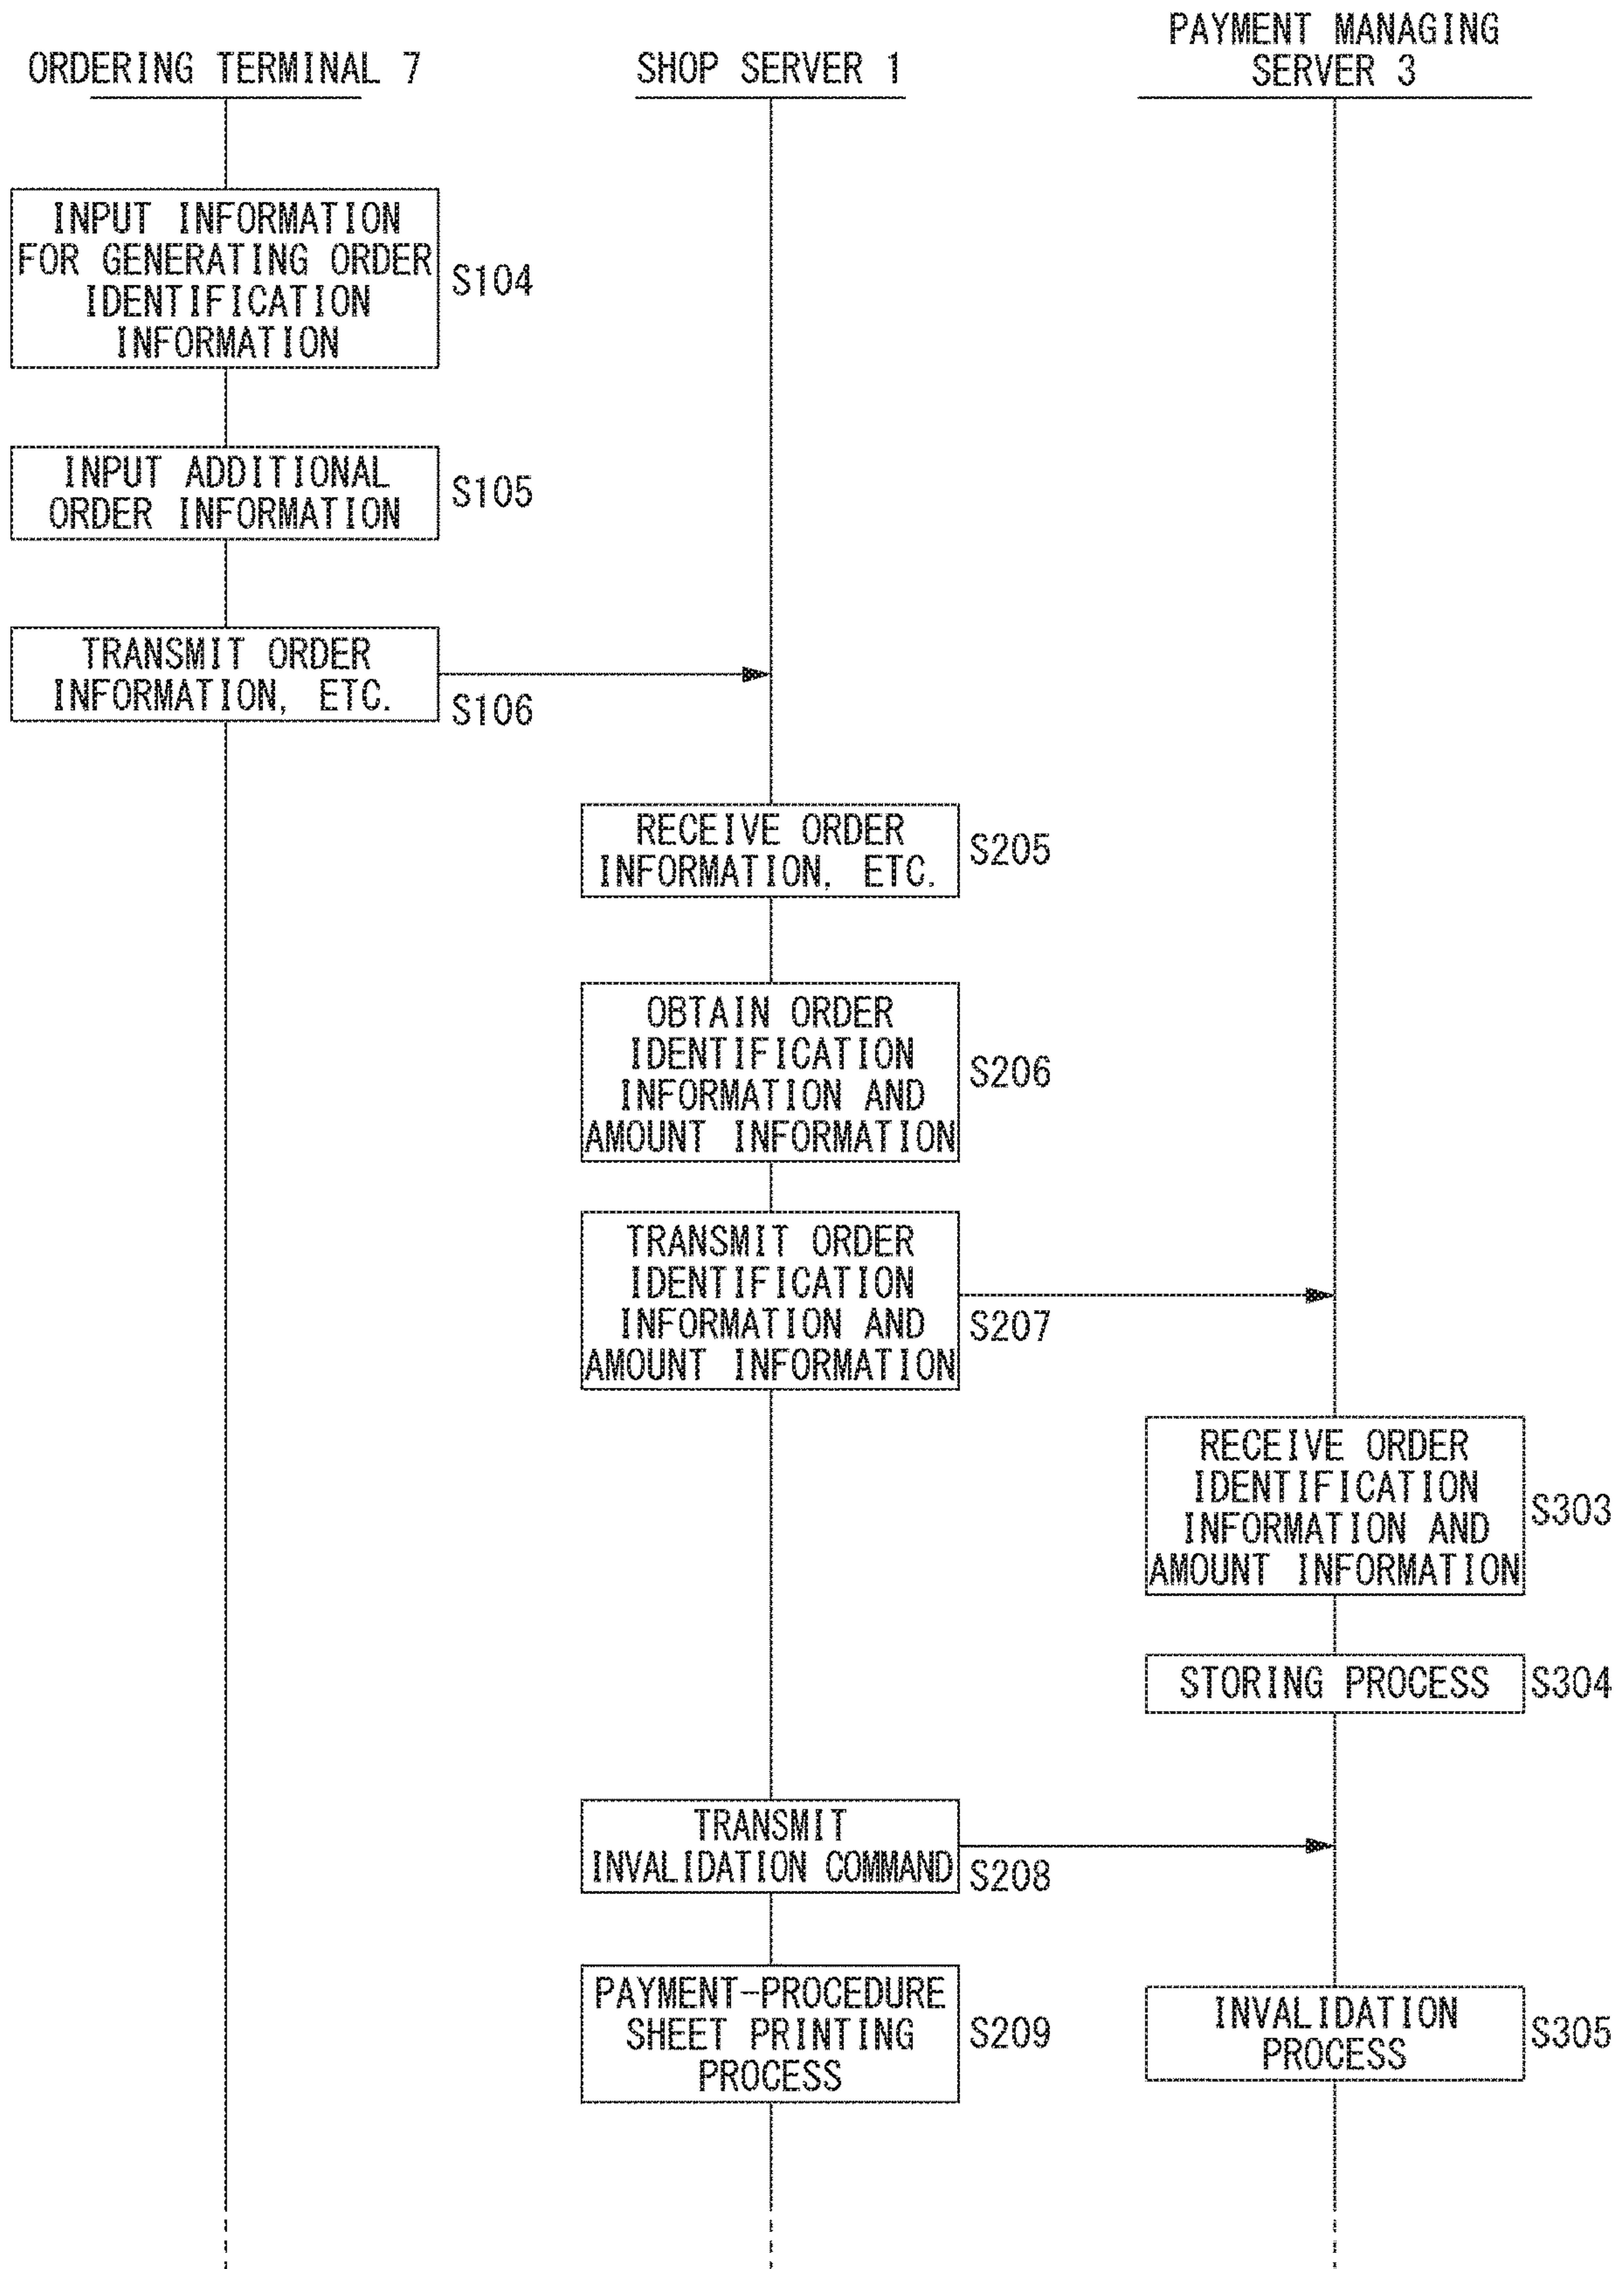 ORDERING TERMINAL 7
SHOP SERVER 1
PAYMENT MANAGING
SERVER 3
INPUT INFORMATION
FOR GENERATING ORDER
IDENTIFICATION
INFORMATION
S104
INPUT ADDITIONAL
ORDER INFORMATION
S105
TRANSMIT ORDER
INFORMATION, ETC.
S106
RECEIVE ORDER
INFORMATION, ETC.
S205
OBTAIN ORDER
IDENTIFICATION
INFORMATION AND
AMOUNT INFORMATION
S206
TRANSMIT ORDER
IDENTIFICATION
INFORMATION AND
AMOUNT INFORMATION
S207
RECEIVE ORDER
IDENTIFICATION
INFORMATION AND
AMOUNT INFORMATION
S303
STORING PROCESS
S304
TRANSMIT
INVALIDATION COMMAND
S208
PAYMENT-PROCEDURE
SHEET PRINTING
PROCESS
S209
INVALIDATION
PROCESS
S305